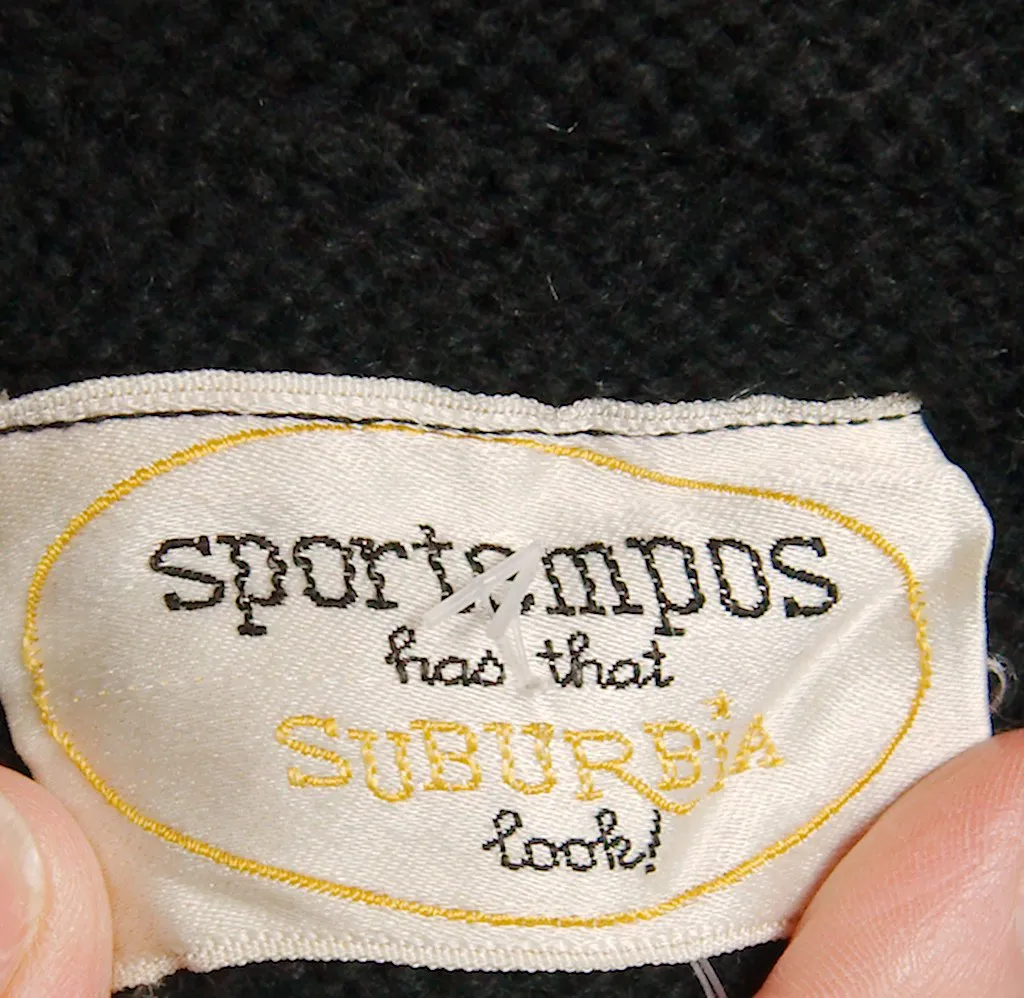 sportempos
has that
SUBURBiA
look!